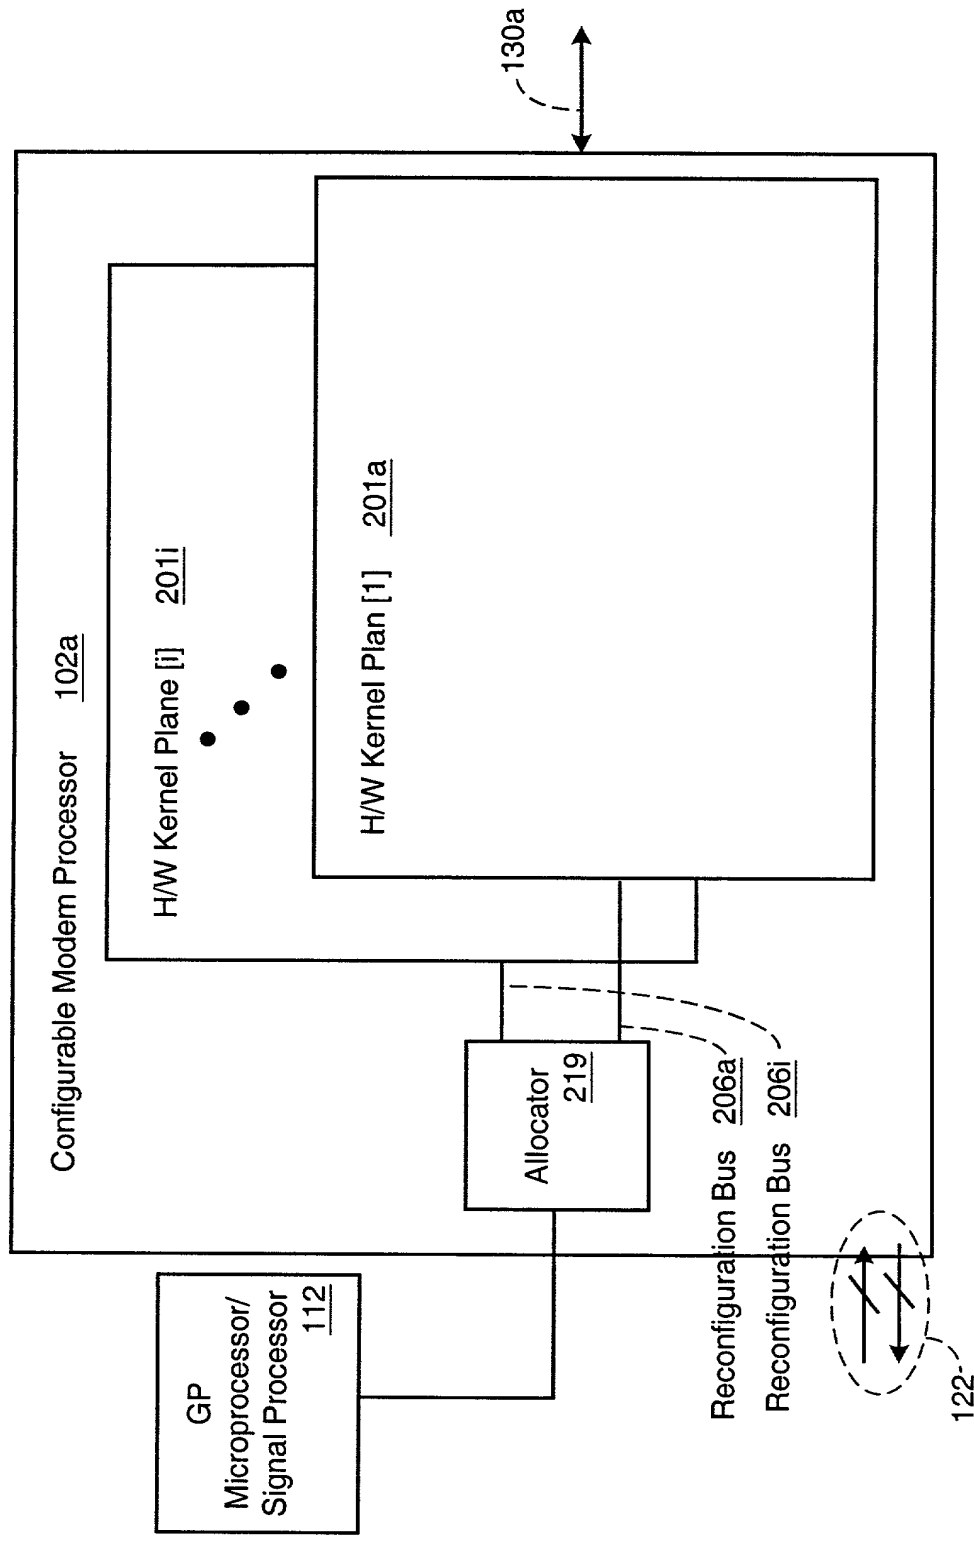 Configurable Modem Processor 102a
H/W Kernel Plane [i] 201i
H/W Kernel Plan [1] 201a
130a
GP
Microprocessor/
Signal Processor
112
Allocator
219
Reconfiguration Bus 206a
Reconfiguration Bus 206i
122